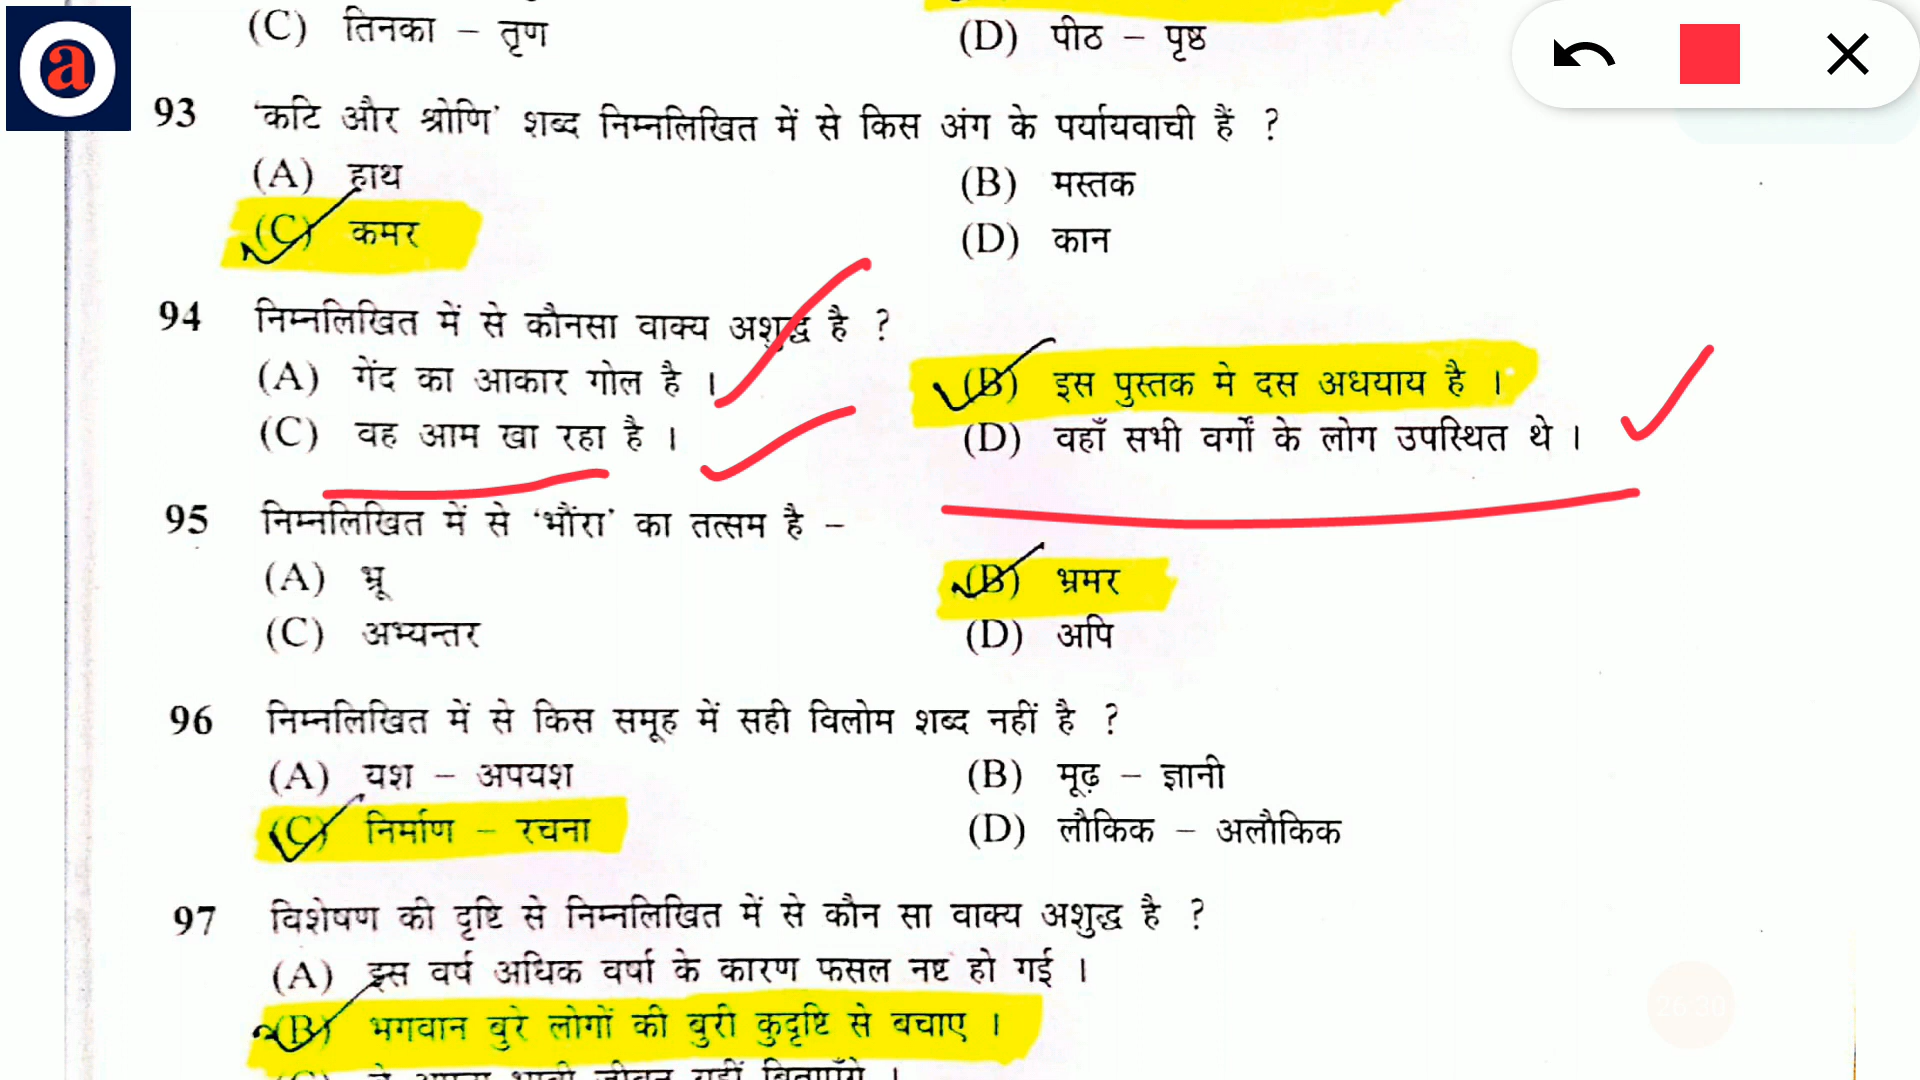 a
(C) तिनका – तृण (D) पीठ – पृष्ठ
93 'कटि और श्रोणि' शब्द निम्नलिखित में से किस अंग के पर्यायवाची हैं ?
(A) हाथ (B) मस्तक
(C) कमर (D) कान
94 निम्नलिखित में से कौनसा वाक्य अशुद्ध है ?
(A) गेंद का आकार गोल है । (B) इस पुस्तक मे दस अधयाय है ।
(C) वह आम खा रहा है । (D) वहाँ सभी वर्गों के लोग उपस्थित थे ।
95 निम्नलिखित में से 'भौंरा' का तत्सम है –
(A) भ्रू (B) भ्रमर
(C) अभ्यन्तर (D) अपि
96 निम्नलिखित में से किस समूह में सही विलोम शब्द नहीं है ?
(A) यश – अपयश (B) मूढ़ – ज्ञानी
(C) निर्माण – रचना (D) लौकिक – अलौकिक
97 विशेषण की दृष्टि से निम्नलिखित में से कौन सा वाक्य अशुद्ध है ?
(A) इस वर्ष अधिक वर्षा के कारण फसल नष्ट हो गई ।
(B) भगवान बुरे लोगों की बुरी कुदृष्टि से बचाए ।